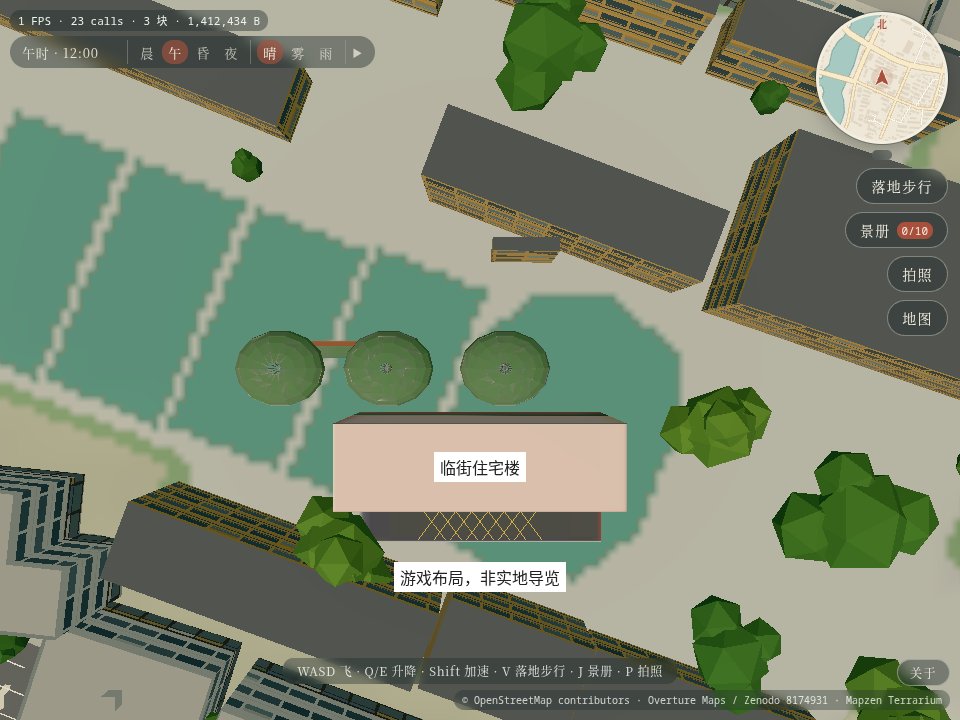 1 FPS · 23 calls · 3 块 · 1,412,434 B
午时 · 12:00 晨 午 昏 夜 晴 雾 雨
北
落地步行
景册 0/10
拍照
地图
临街住宅楼
游戏布局，非实地导览
WASD 飞 · Q/E 升降 · Shift 加速 · V 落地步行 · J 景册 · P 拍照
关于
© OpenStreetMap contributors · Overture Maps / Zenodo 8174931 · Mapzen Terrarium